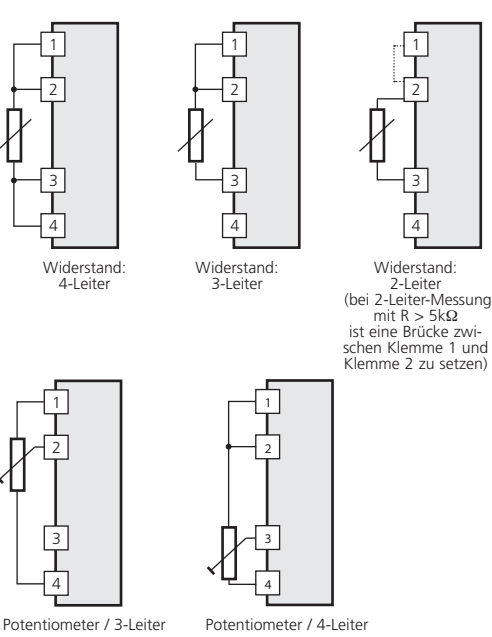 1
2
3
4
Widerstand:
4-Leiter
1
2
3
4
Widerstand:
3-Leiter
1
2
3
4
Widerstand:
2-Leiter
(bei 2-Leiter-Messung
mit R > 5kΩ
ist eine Brücke zwi-
schen Klemme 1 und
Klemme 2 zu setzen)
1
2
3
4
Potentiometer / 3-Leiter
1
2
3
4
Potentiometer / 4-Leiter